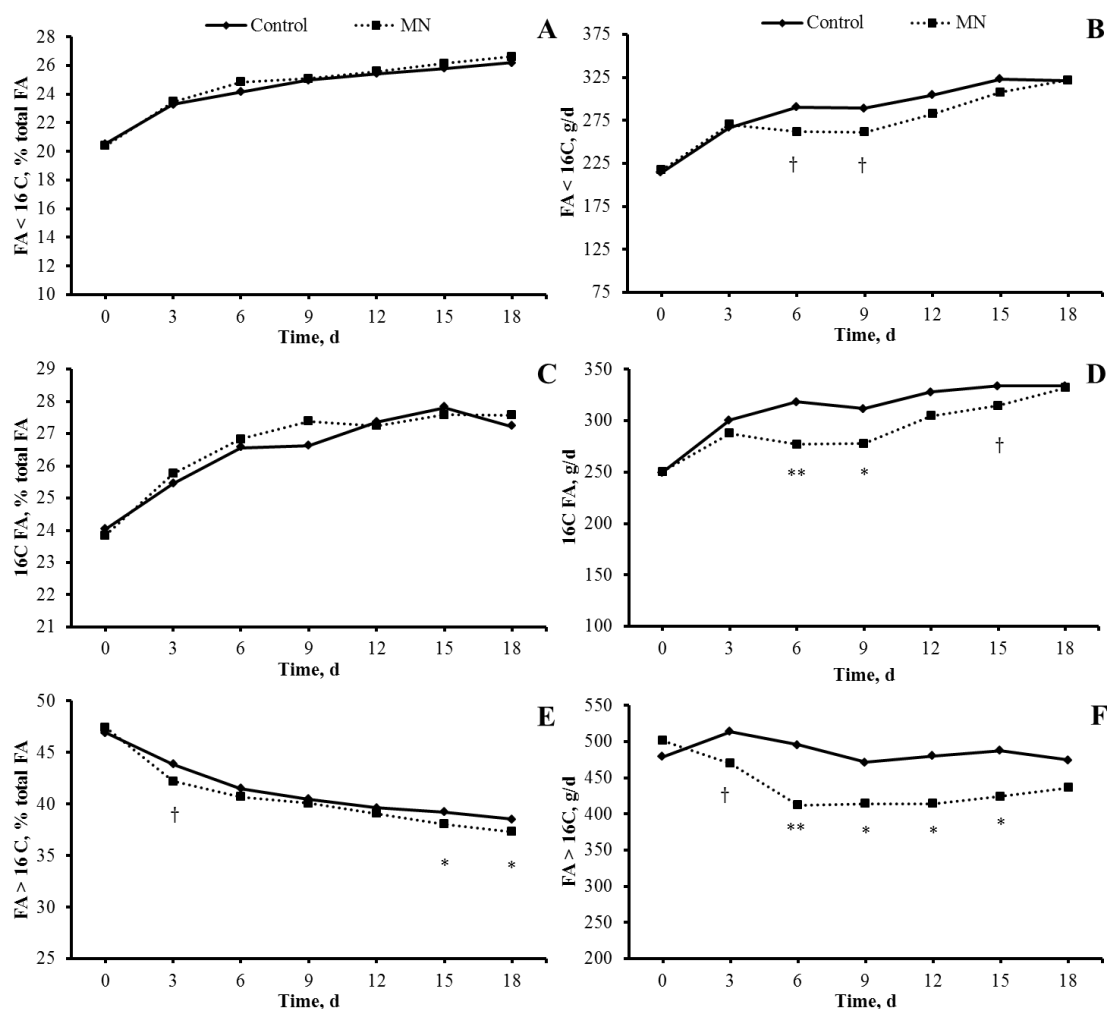 Control MN
A
28
26
24
22
20
18
16
14
12
10
FA < 16 C, % total FA
0 3 6 9 12 15 18
Time, d
Control MN
B
375
325
275
225
175
125
75
FA < 16C, g/d
† †
0 3 6 9 12 15 18
Time, d
C
29
28
27
26
25
24
23
22
21
16C FA, % total FA
0 3 6 9 12 15 18
Time, d
D
350
300
250
200
150
100
16C FA, g/d
** * †
0 3 6 9 12 15 18
Time, d
E
50
45
40
35
30
25
FA > 16 C, % total FA
† * *
0 3 6 9 12 15 18
Time, d
F
550
500
450
400
350
300
250
200
FA > 16C, g/d
† ** * * *
0 3 6 9 12 15 18
Time, d